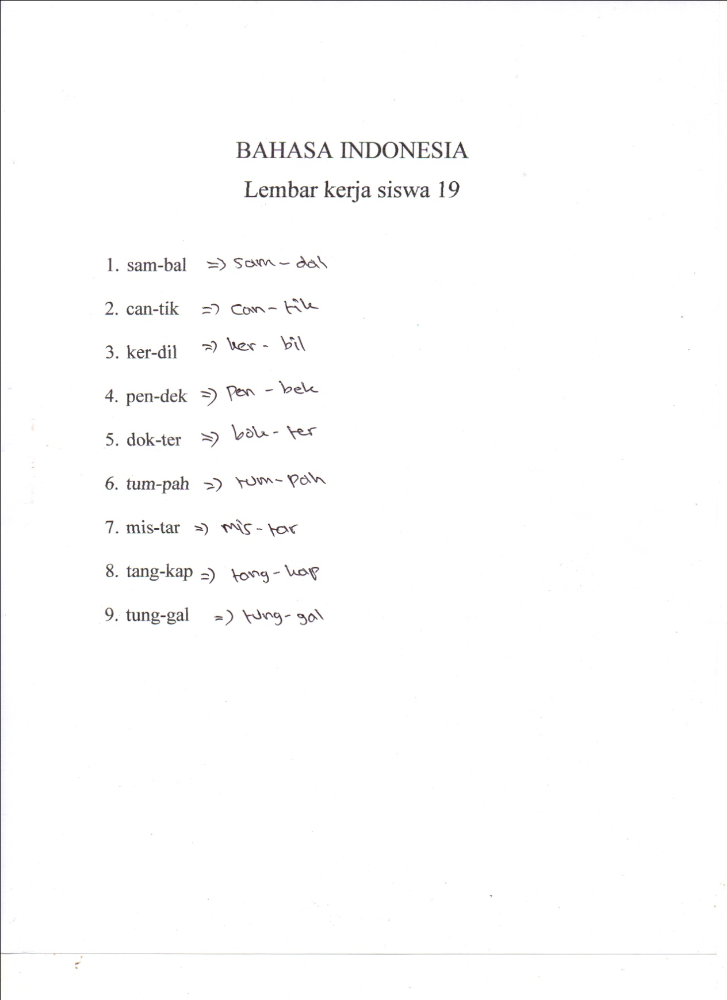 BAHASA INDONESIA
Lembar kerja siswa 19
1. sam-bal => sam - dal
2. can-tik => can - tik
3. ker-dil => ker - bil
4. pen-dek => pen - bek
5. dok-ter => bok - ter
6. tum-pah => tum - pah
7. mis-tar => mis - tar
8. tang-kap => tang - kap
9. tung-gal => tung - gal